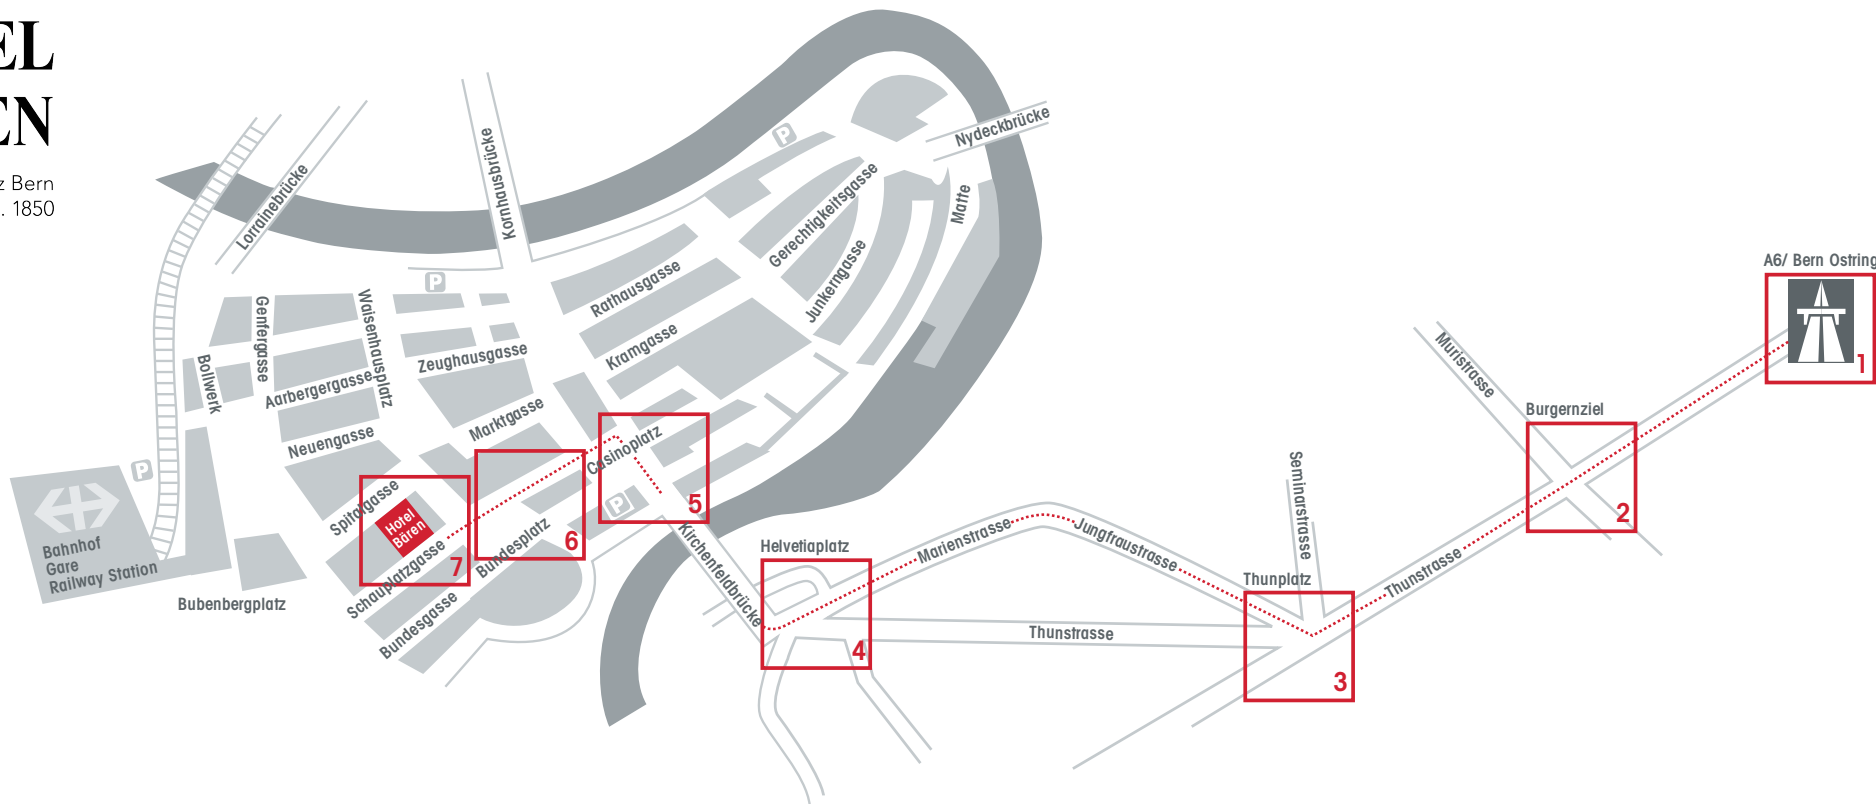 EL
EN
z Bern
. 1850
Lorrainebrücke
Kornhausbrücke
P
Nydeckbrücke
Matte
Gerechtigkeitsgasse
Junkerngasse
Rathausgasse
Kramgasse
P
Genfergasse
Waisenhausplatz
Bollwerk
Aarbergergasse
Zeughausgasse
Marktgasse
Neuengasse
P
Spitalgasse
Hotel
Bären
Schauplatzgasse
7
Bundesplatz
6
Casinoplatz
P
5
Bundesgasse
Bahnhof
Gare
Railway Station
Bubenbergplatz
Kirchenfeldbrücke
Helvetiaplatz
4
Marienstrasse
Jungfraustrasse
Thunstrasse
Seminarstrasse
Thunplatz
3
Thunstrasse
Muristrasse
Burgernziel
2
A6/ Bern Ostring
1